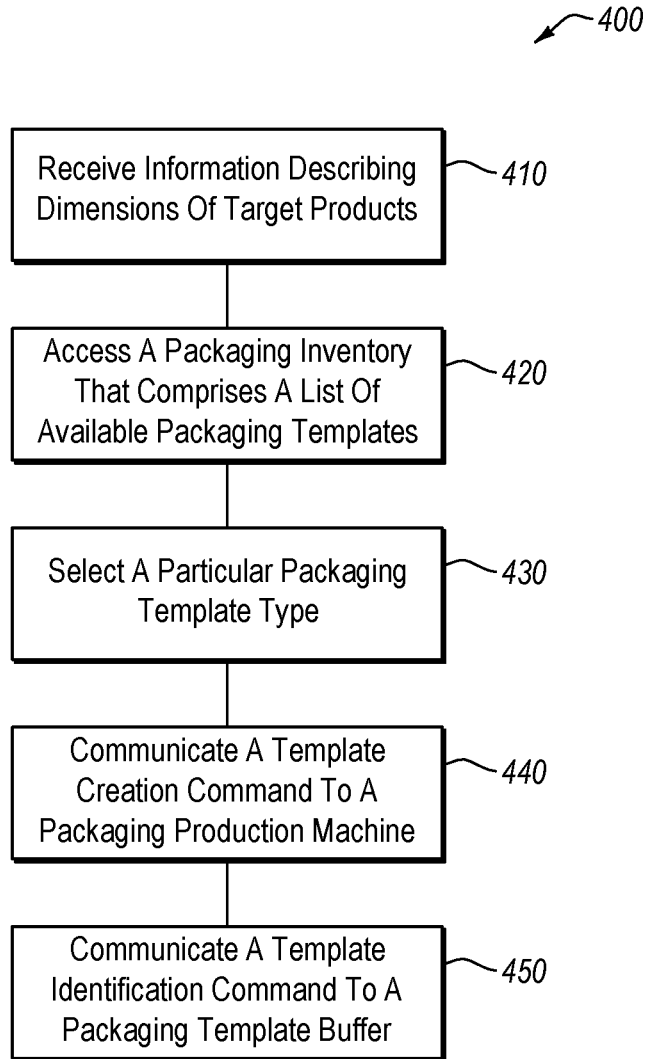 400
Receive Information Describing
Dimensions Of Target Products
410
Access A Packaging Inventory
That Comprises A List Of
Available Packaging Templates
420
Select A Particular Packaging
Template Type
430
Communicate A Template
Creation Command To A
Packaging Production Machine
440
Communicate A Template
Identification Command To A
Packaging Template Buffer
450